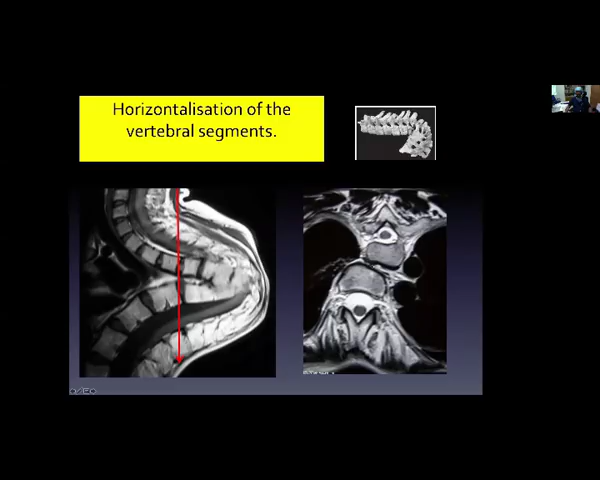 Horizontalisation of the
vertebral segments.